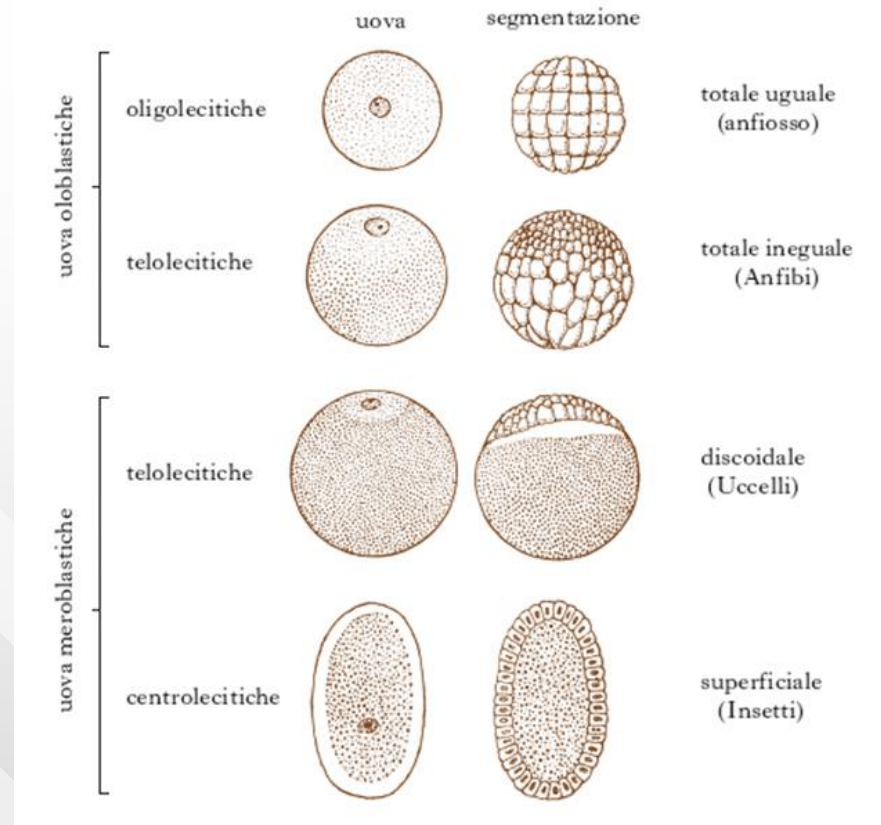 uova
segmentazione
uova oloblastiche
oligolecitiche
totale uguale
(anfiosso)
telolecitiche
totale ineguale
(Anfibi)
uova meroblastiche
telolecitiche
discoidale
(Uccelli)
centrolecitiche
superficiale
(Insetti)